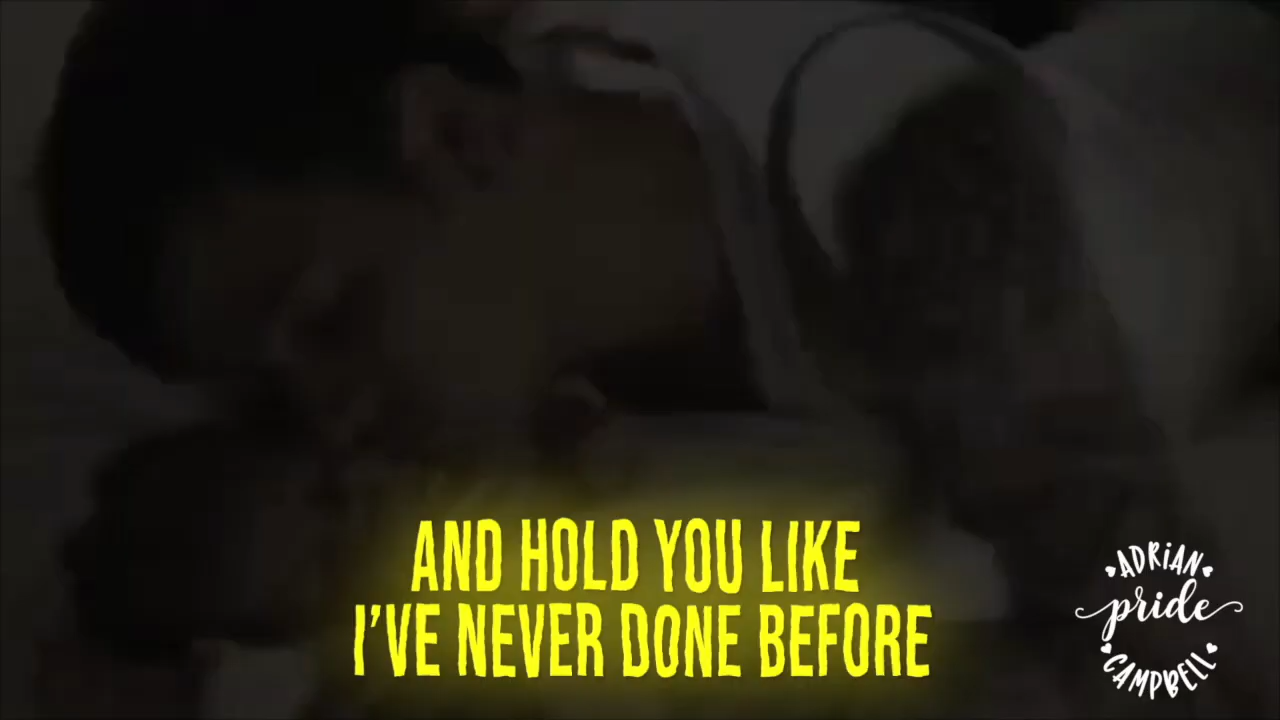 AND HOLD YOU LIKE
I'VE NEVER DONE BEFORE
ADRiAN
pride
CAMPBELL